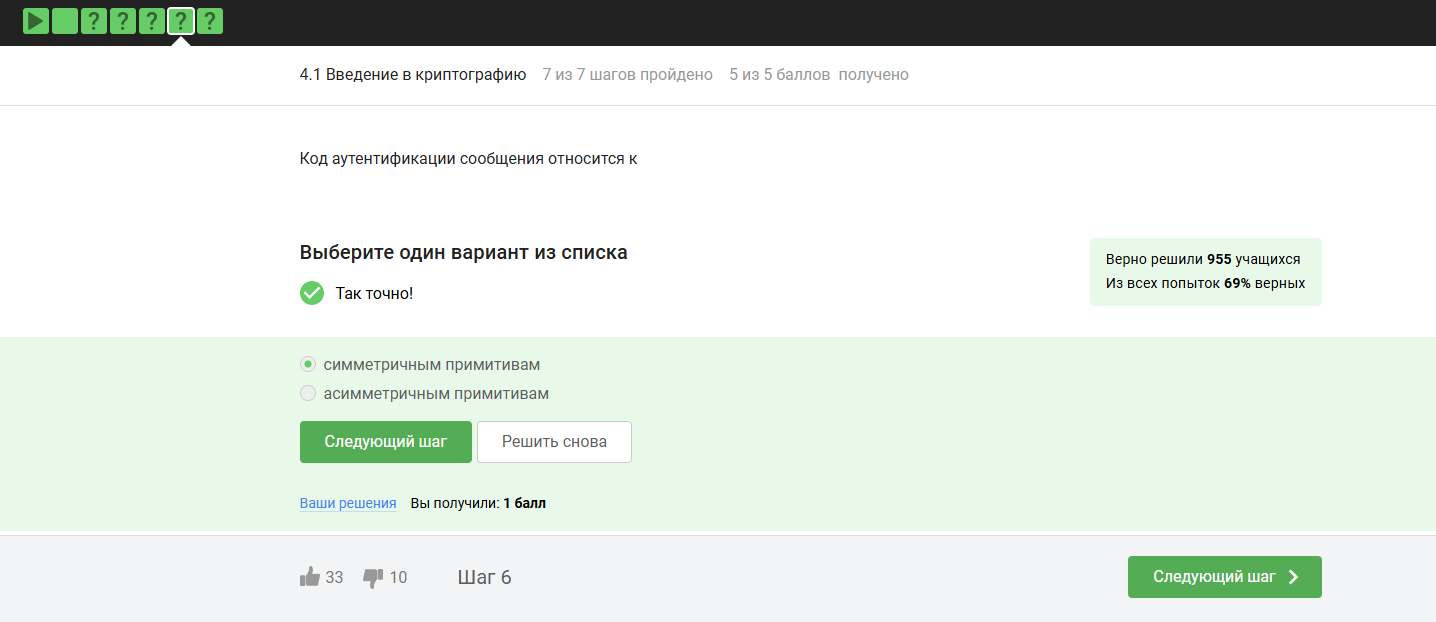 ? ? ? ? ?
4.1 Введение в криптографию 7 из 7 шагов пройдено 5 из 5 баллов получено
Код аутентификации сообщения относится к
Выберите один вариант из списка
Так точно!
Верно решили 955 учащихся
Из всех попыток 69% верных
симметричным примитивам
асимметричным примитивам
Следующий шаг Решить снова
Ваши решения Вы получили: 1 балл
33 10 Шаг 6 Следующий шаг